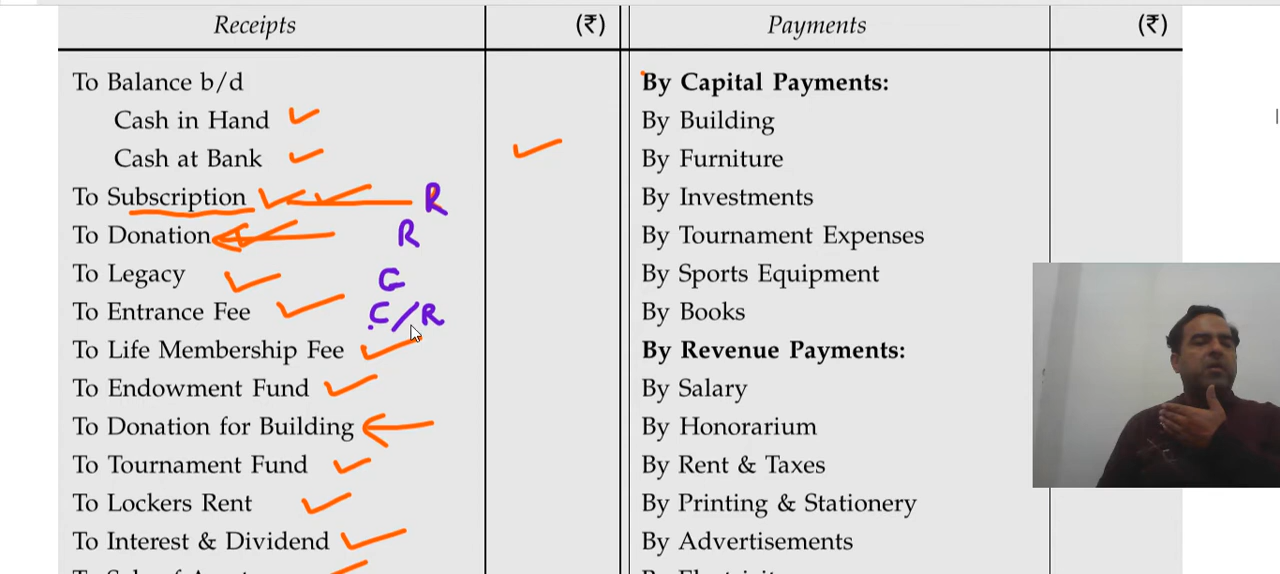 Receipts (₹) Payments (₹)
To Balance b/d By Capital Payments:
Cash in Hand By Building
Cash at Bank By Furniture
To Subscription R By Investments
To Donation R By Tournament Expenses
To Legacy C By Sports Equipment
To Entrance Fee C/R By Books
To Life Membership Fee By Revenue Payments:
To Endowment Fund By Salary
To Donation for Building By Honorarium
To Tournament Fund By Rent & Taxes
To Lockers Rent By Printing & Stationery
To Interest & Dividend By Advertisements